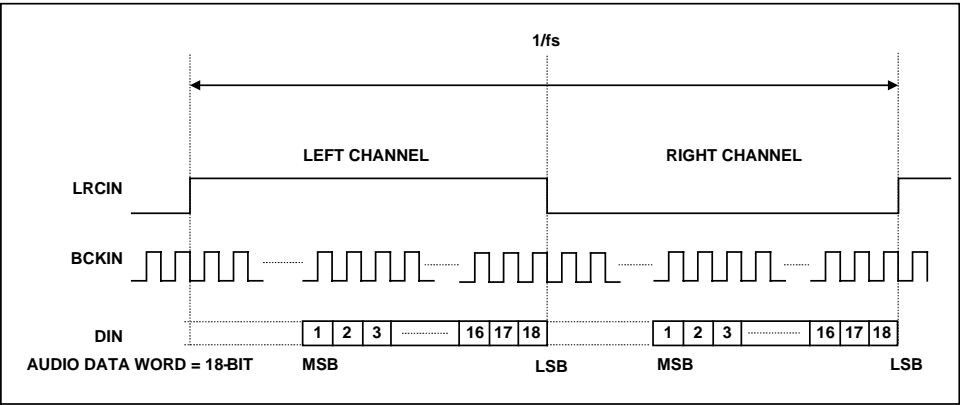 1/fs
LEFT CHANNEL RIGHT CHANNEL
LRCIN
BCKIN
DIN 1 2 3 16 17 18 1 2 3 16 17 18
AUDIO DATA WORD = 18-BIT MSB LSB MSB LSB